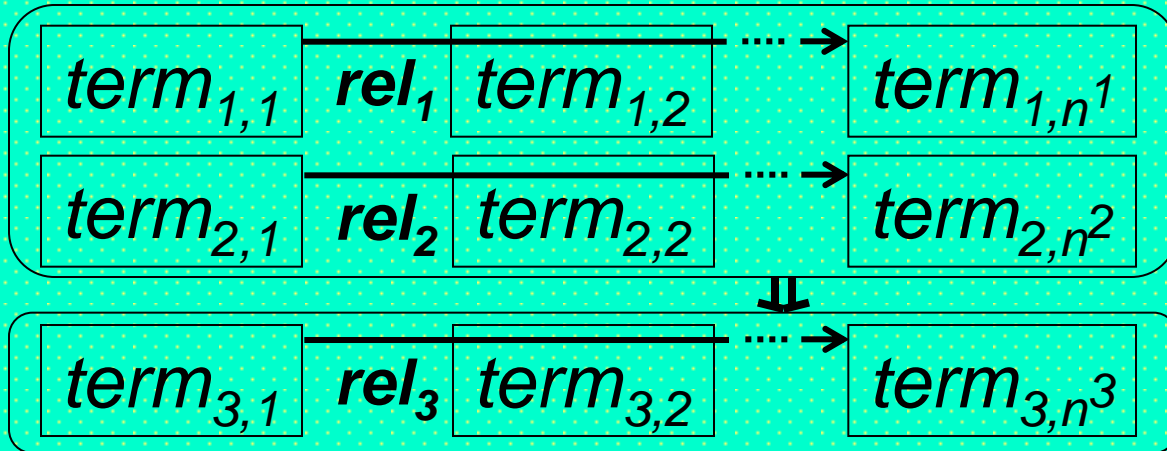 term1,1 rel1 term1,2 .... term1,n1
term2,1 rel2 term2,2 .... term2,n2
term3,1 rel3 term3,2 .... term3,n3